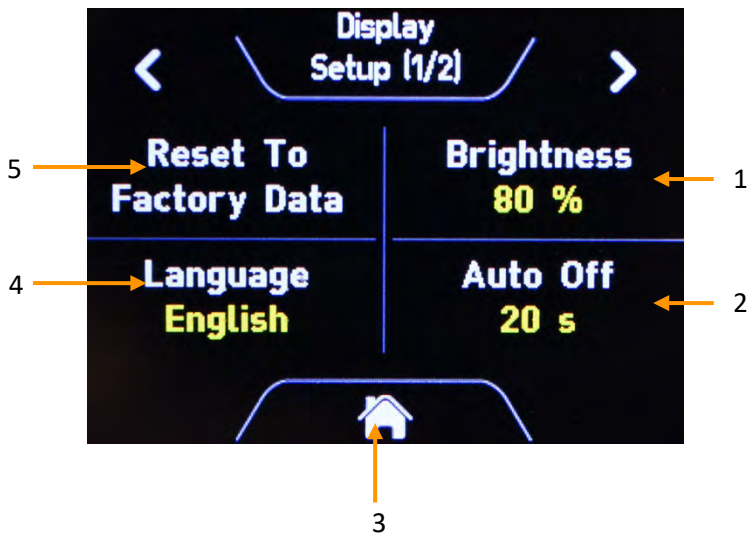 Display
Setup (1/2)
Reset To
Factory Data
Brightness
80 %
Language
English
Auto Off
20 s
5
1
4
2
3